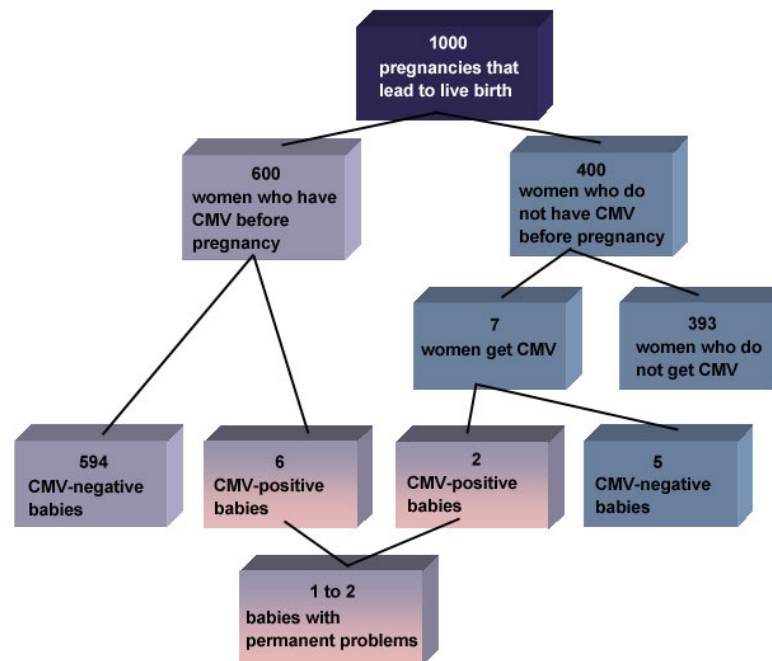 1000
pregnancies that
lead to live birth
600
women who have
CMV before
pregnancy
400
women who do
not have CMV
before pregnancy
7
women get CMV
393
women who do
not get CMV
594
CMV-negative
babies
6
CMV-positive
babies
2
CMV-positive
babies
5
CMV-negative
babies
1 to 2
babies with
permanent problems